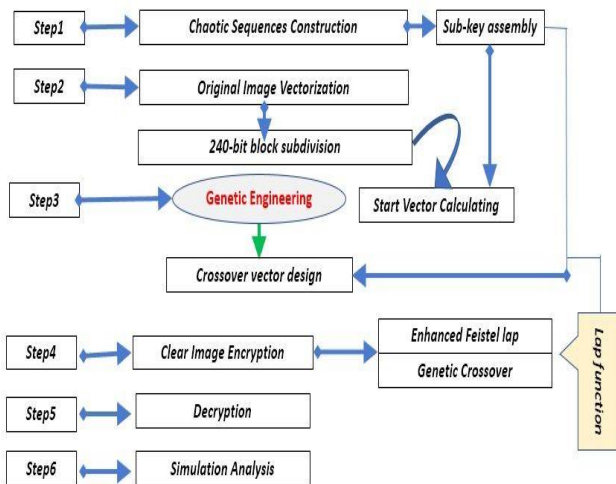 Step1
Chaotic Sequences Construction
Sub-key assembly
Step2
Original Image Vectorization
240-bit block subdivision
Step3
Genetic Engineering
Start Vector Calculating
Crossover vector design
Step4
Clear Image Encryption
Enhanced Feistel lap
Genetic Crossover
Lap function
Step5
Decryption
Step6
Simulation Analysis